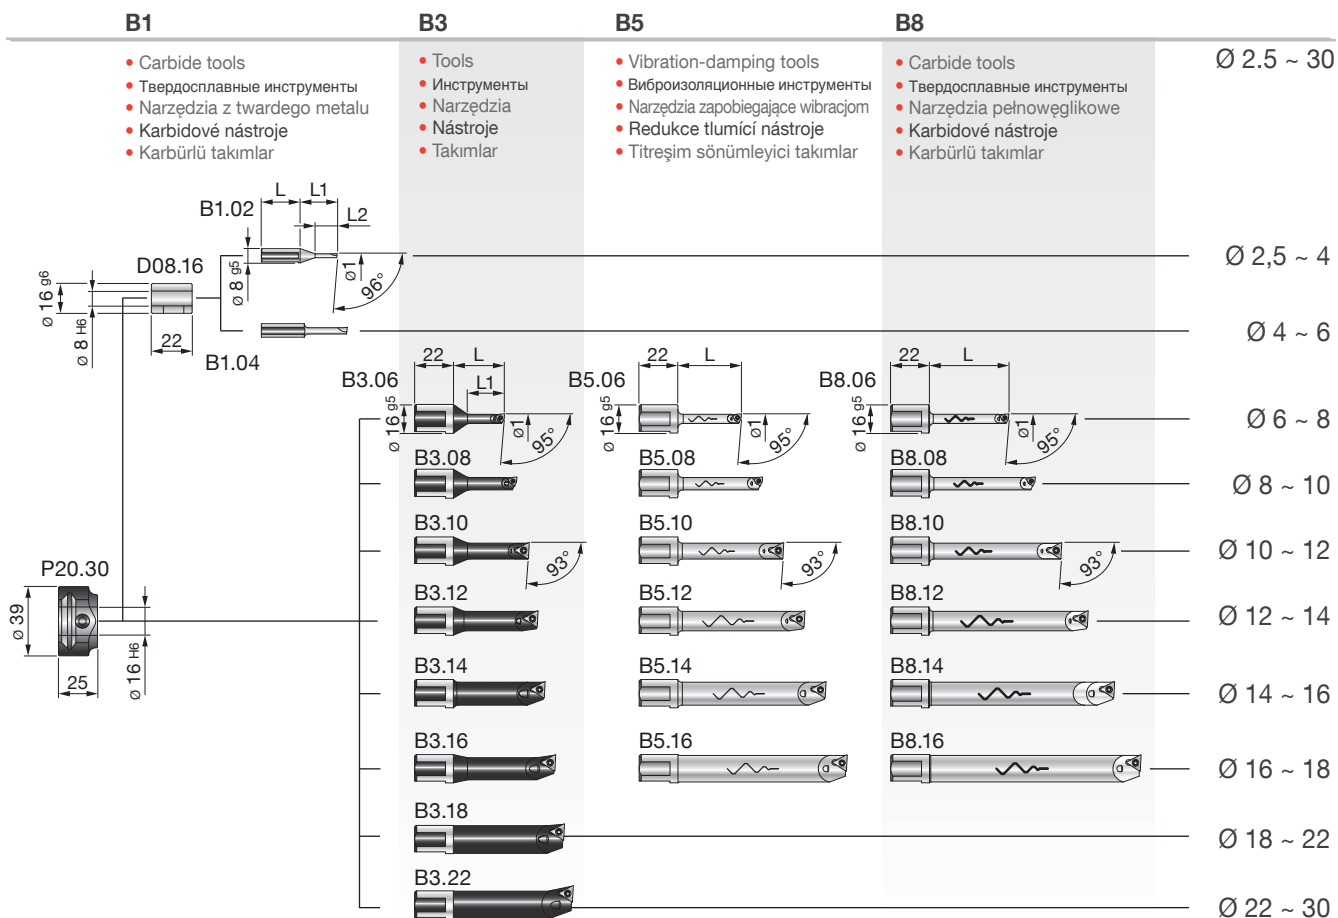 B1
B3
B5
B8
• Carbide tools
• Твердосплавные инструменты
• Narzędzia z twardego metalu
• Karbidové nástroje
• Karbürlü takımlar
• Tools
• Инструменты
• Narzędzia
• Nástroje
• Takımlar
• Vibration-damping tools
• Виброизоляционные инструменты
• Narzędzia zapobiegające wibracjom
• Redukce tlumící nástroje
• Titreşim sönümleyici takımlar
• Carbide tools
• Твердосплавные инструменты
• Narzędzia pełnowęglikowe
• Karbidové nástroje
• Karbürlü takımlar
Ø 2.5 ~ 30
L L1
B1.02 L2
D08.16
Ø 16 g6
Ø 8 H6
22
Ø 8 g5
Ø1
96°
Ø 2,5 ~ 4
B1.04
Ø 4 ~ 6
B3.06
22 L
L1
Ø 16 g5
Ø1
95°
B5.06
22 L
Ø 16 g5
Ø1
95°
B8.06
22 L
Ø 16 g5
Ø1
95°
Ø 6 ~ 8
B3.08
B5.08
B8.08
Ø 8 ~ 10
B3.10
93°
B5.10
93°
B8.10
93°
Ø 10 ~ 12
P20.30
Ø 39
25
Ø 16 H6
B3.12
B5.12
B8.12
Ø 12 ~ 14
B3.14
B5.14
B8.14
Ø 14 ~ 16
B3.16
B5.16
B8.16
Ø 16 ~ 18
B3.18
Ø 18 ~ 22
B3.22
Ø 22 ~ 30